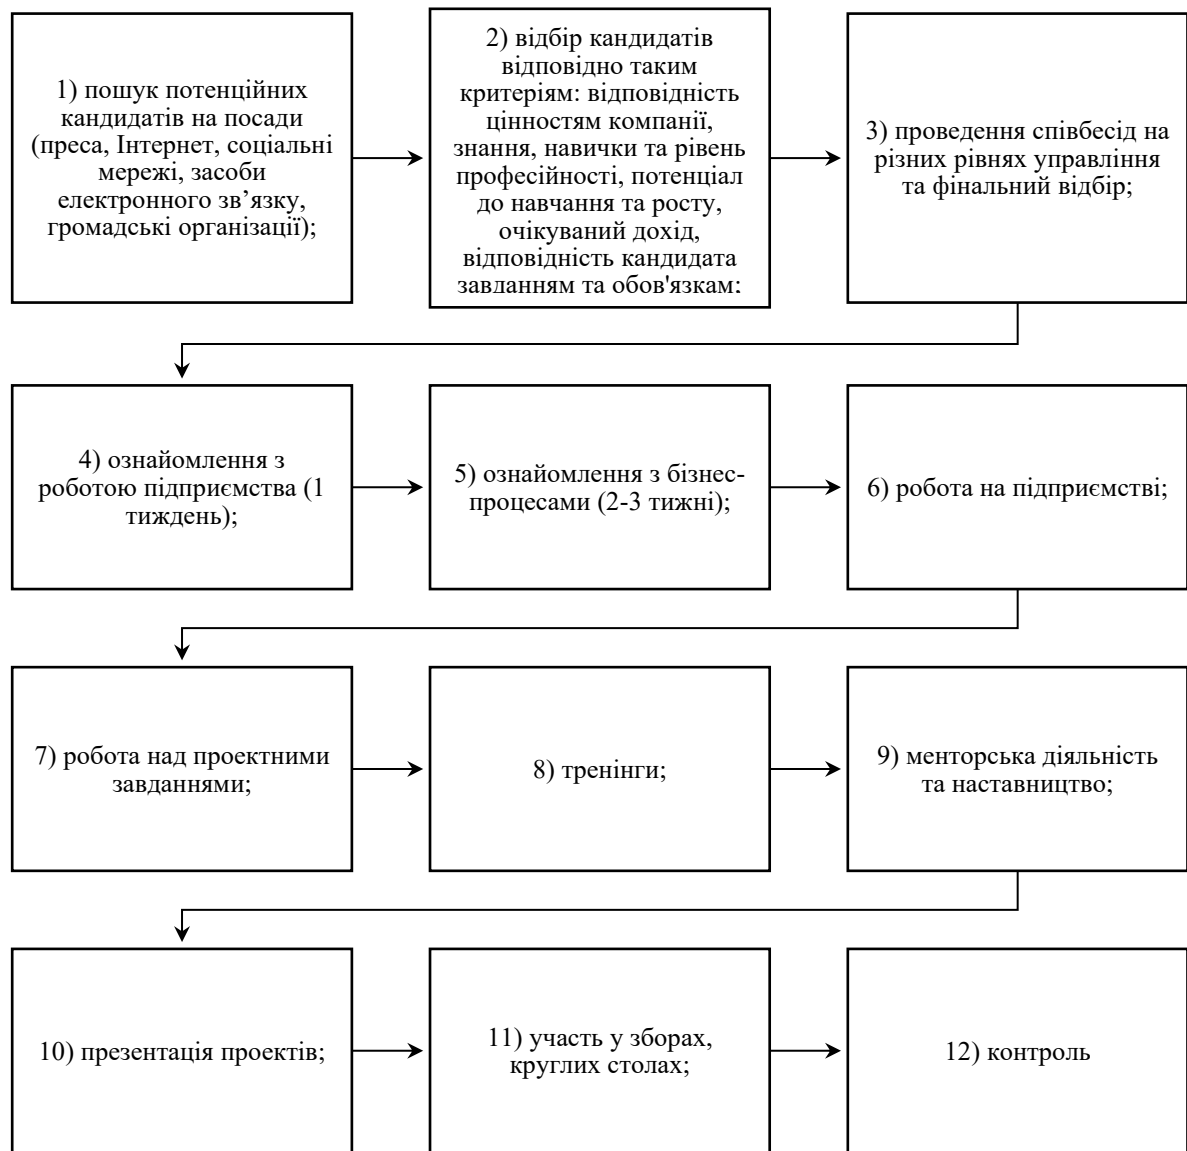 1) пошук потенційних
кандидатів на посади
(преса, Інтернет, соціальні
мережі, засоби
електронного зв’язку,
громадські організації);
2) відбір кандидатів
відповідно таким
критеріям: відповідність
цінностям компанії,
знання, навички та рівень
професійності, потенціал
до навчання та росту,
очікуваний дохід,
відповідність кандидата
завданням та обов'язкам;
3) проведення співбесід на
різних рівнях управління
та фінальний відбір;
4) ознайомлення з
роботою підприємства (1
тиждень);
5) ознайомлення з бізнес-
процесами (2-3 тижні);
6) робота на підприємстві;
7) робота над проектними
завданнями;
8) тренінги;
9) менторська діяльність
та наставництво;
10) презентація проектів;
11) участь у зборах,
круглих столах;
12) контроль